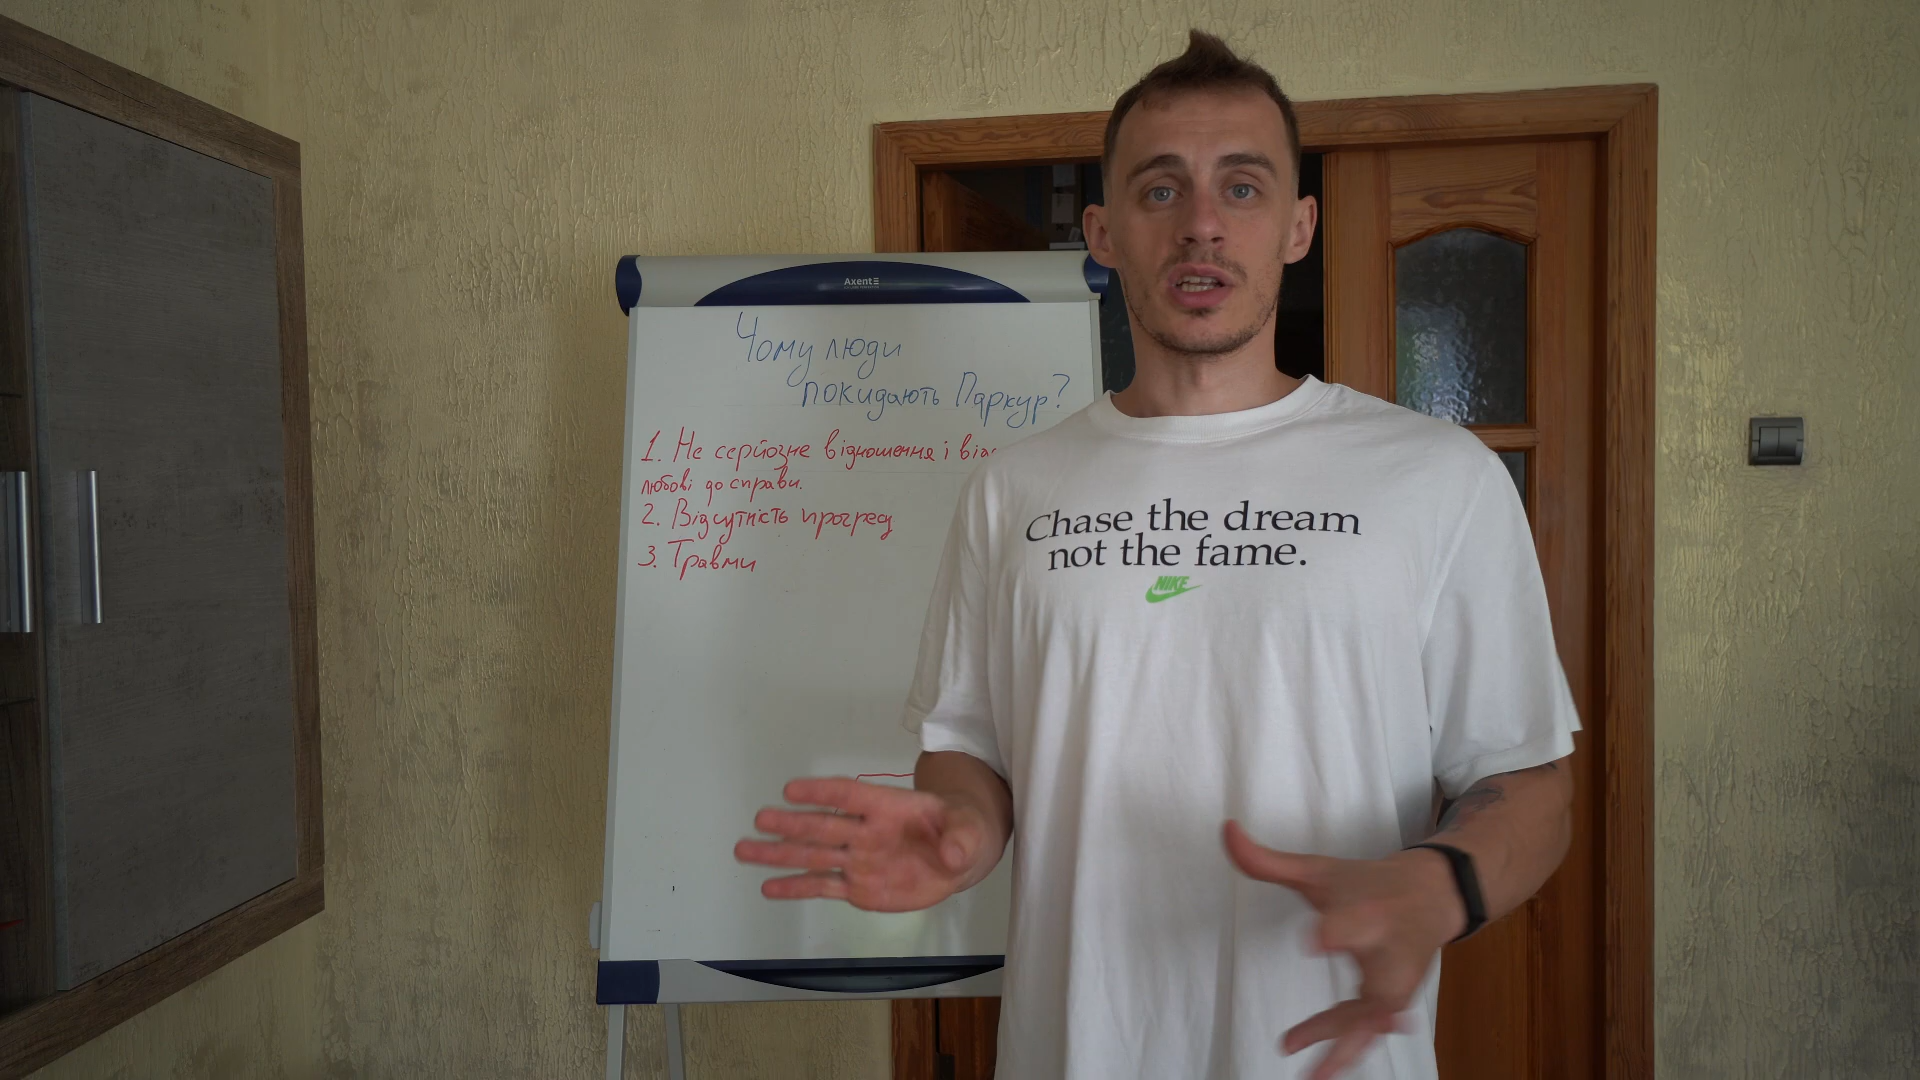 Axent
Чому люди
покидають Паркур?
1. Не серйозне відношення і
любові до справи.
2. Відсутність прогресу
3. Травми
Chase the dream
not the fame.
NIKE